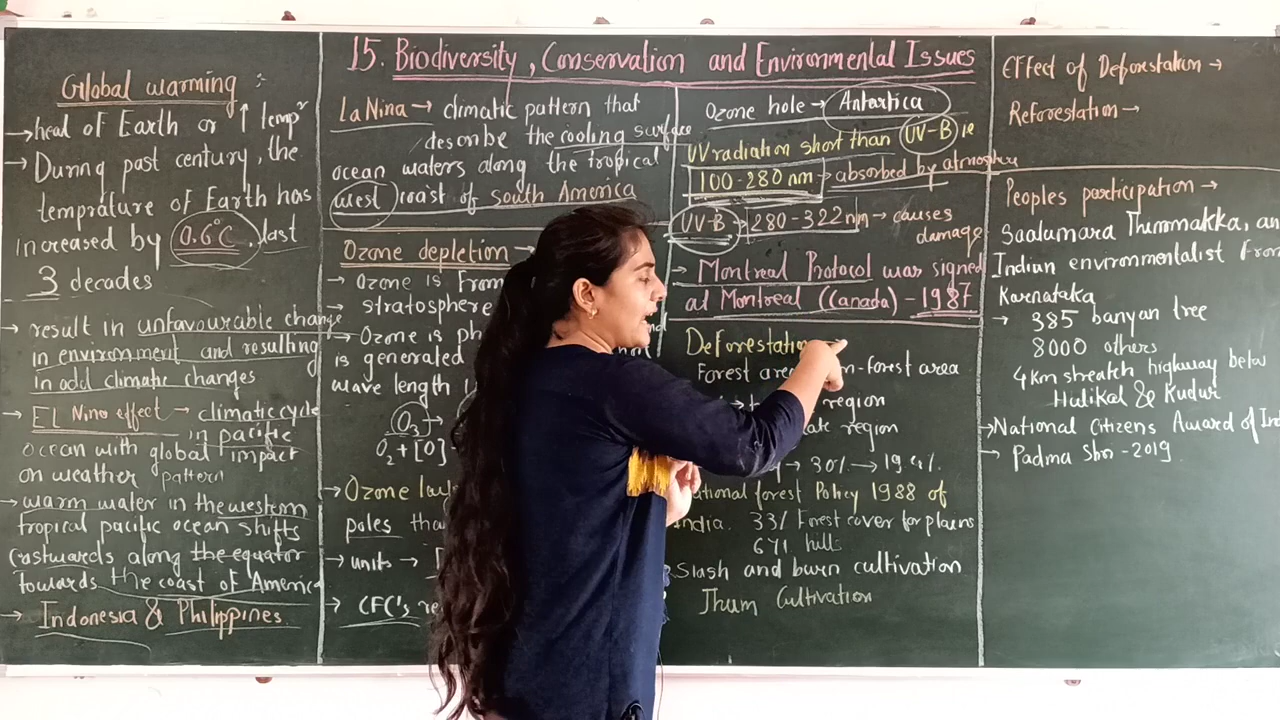 15. Biodiversity, Conservation and Environmental Issues
Global warming :
→ heat of Earth or ↑ tempr
→ During past century, the
temprature of Earth has
increased by 0.6°C, last
3 decades
→ result in unfavourable change
in environment and resulting
in odd climatic changes
→ EL Nino effect → climatic cycle
in pacific
ocean with global impact
on weather pattern
→ warm water in the western
tropical pacific ocean shifts
eastwards along the equator
towards the coast of America
→ Indonesia & Philippines
La Nina → climatic pattern that
describe the cooling surface
ocean waters along the tropical
west coast of South America
Ozone depletion →
→ Ozone is
stratosphere
→ Ozone is
is generated
wave length
O3 →
O2 + [O]
→ Ozone
poles
→ units →
→ CFC's
Ozone hole → Antartica
UV radiation short than UV-B ie
100-280 nm → absorbed by atmosphere
UV-B → 280-322 nm → causes
damage
→ Montreal Protocol was signed
at Montreal (Canada) - 1987
Deforestation
Forest area -forest area
region
region
→ 30% → 19.4%
National forest Policy 1988 of
India. 33% Forest cover for plains
67% hills
Slash and burn cultivation
Jhum Cultivation
Effect of Deforestation →
Reforestation →
Peoples participation →
Saalumara Thimmakka, an
Indian environmentalist from
Karnataka
→ 385 banyan tree
8000 others
4km streatch highway betw
Hulikal & Kudur
→ National Citizens Award of Ind
→ Padma Shri - 2019